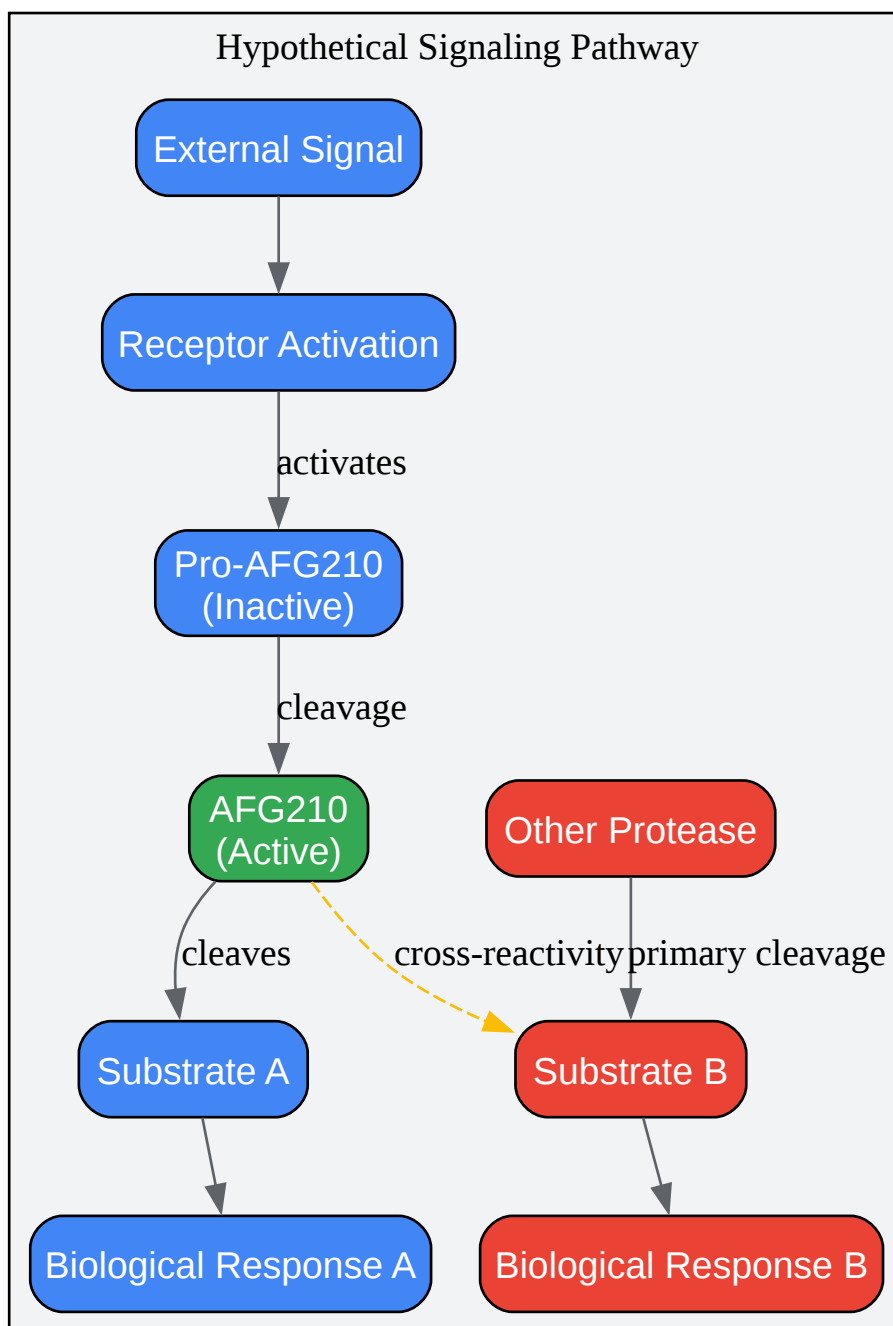 Hypothetical Signaling Pathway
External Signal
Receptor Activation
activates
Pro-AFG210
(Inactive)
cleavage
AFG210
(Active)
Other Protease
cleaves
cross-reactivity
primary cleavage
Substrate A
Substrate B
Biological Response A
Biological Response B